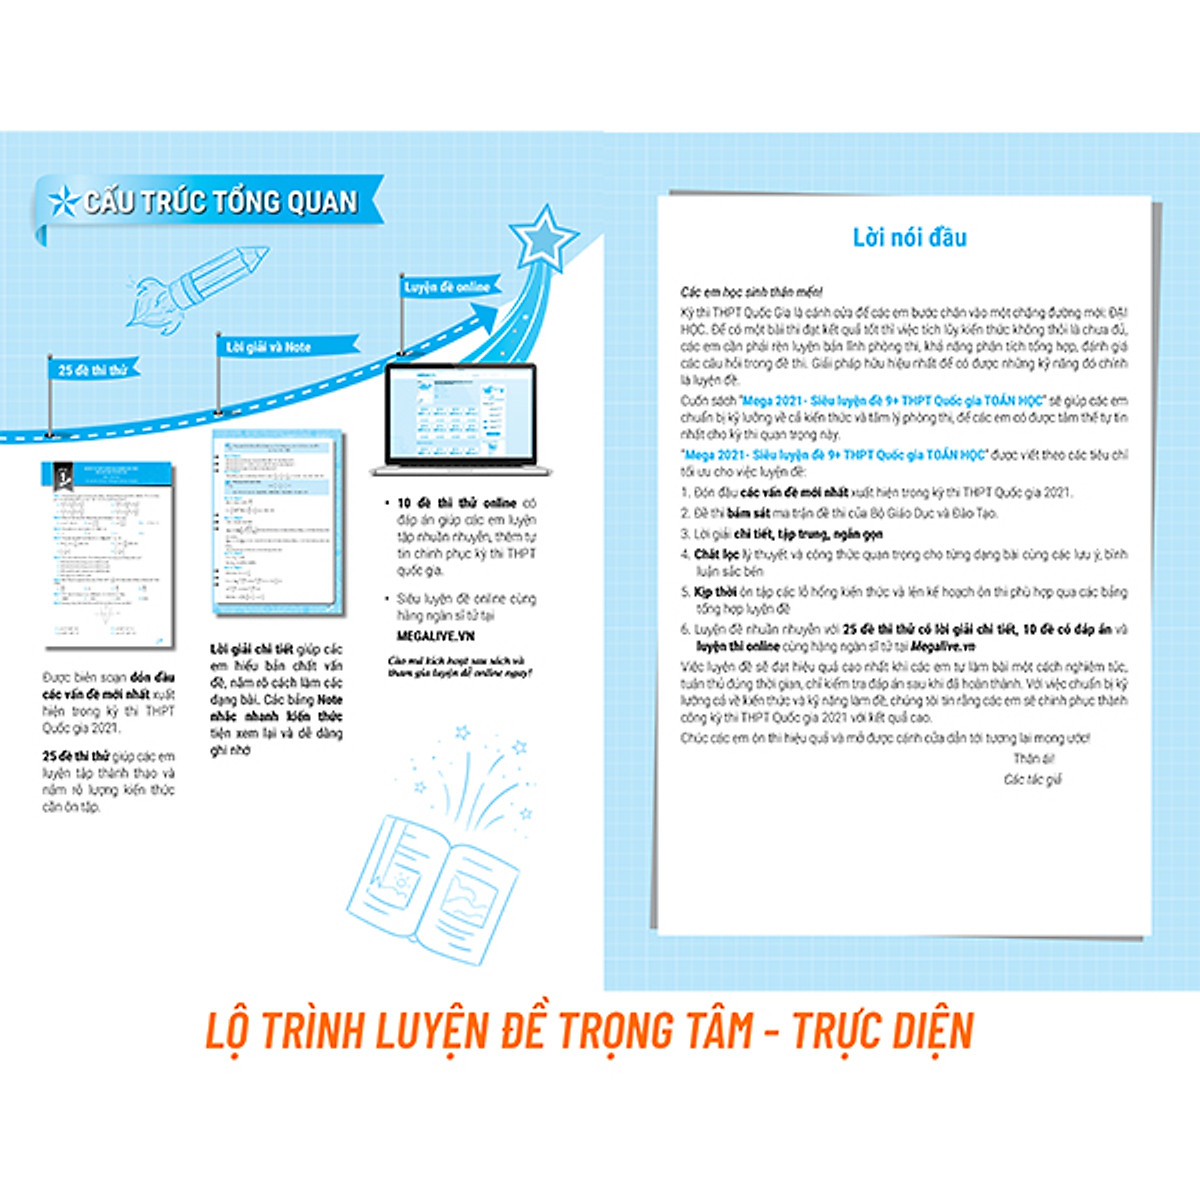 CẤU TRÚC TỔNG QUAN
25 đề thi thử
Lời giải và Note
Luyện đề online
Được biên soạn đón đầu
các vấn đề mới nhất xuất
hiện trong kỳ thi THPT
Quốc gia 2021.
25 đề thi thử giúp các em
luyện tập thành thạo và
nắm rõ lượng kiến thức
cần ôn tập.
Lời giải chi tiết giúp các
em hiểu bản chất vấn
đề, nắm rõ cách làm các
dạng bài. Các bảng Note
nhắc nhanh kiến thức
tiện xem lại và dễ dàng
ghi nhớ
• 10 đề thi thử online có
đáp án giúp các em luyện
tập nhuần nhuyễn, thêm tự
tin chinh phục kỳ thi THPT
quốc gia.
• Siêu luyện đề online cùng
hàng ngàn sĩ tử tại
MEGALIVE.VN
Cào mã kích hoạt sau sách và
tham gia luyện đề online ngay!
Lời nói đầu
Các em học sinh thân mến!
Kỳ thi THPT Quốc Gia là cánh cửa để các em bước chân vào một chặng đường mới: ĐẠI
HỌC. Để có một bài thi đạt kết quả tốt thì việc tích lũy kiến thức không thôi là chưa đủ,
các em cần phải rèn luyện bản lĩnh phòng thi, khả năng phân tích tổng hợp, đánh giá
các câu hỏi trong đề thi. Giải pháp hữu hiệu nhất để có được những kỹ năng đó chính
là luyện đề.
Cuốn sách "Mega 2021- Siêu luyện đề 9+ THPT Quốc gia TOÁN HỌC" sẽ giúp các em
chuẩn bị kỹ lưỡng về cả kiến thức và tâm lý phòng thi, để các em có được tâm thế tự tin
nhất cho kỳ thi quan trọng này.
"Mega 2021- Siêu luyện đề 9+ THPT Quốc gia TOÁN HỌC" được viết theo các tiêu chí
tối ưu cho việc luyện đề:
1. Đón đầu các vấn đề mới nhất xuất hiện trong kỳ thi THPT Quốc gia 2021.
2. Đề thi bám sát ma trận đề thi của Bộ Giáo Dục và Đào Tạo.
3. Lời giải chi tiết, tập trung, ngắn gọn
4. Chắt lọc lý thuyết và công thức quan trọng cho từng dạng bài cùng các lưu ý, bình
luận sắc bén
5. Kịp thời ôn tập các lỗ hổng kiến thức và lên kế hoạch ôn thi phù hợp qua các bảng
tổng hợp luyện đề
6. Luyện đề nhuần nhuyễn với 25 đề thi thử có lời giải chi tiết, 10 đề có đáp án và
luyện thi online cùng hàng ngàn sĩ tử tại Megalive.vn
Việc luyện đề sẽ đạt hiệu quả cao nhất khi các em tự làm bài một cách nghiêm túc,
tuân thủ đúng thời gian, chỉ kiểm tra đáp án sau khi đã hoàn thành. Với việc chuẩn bị kỹ
lưỡng cả về kiến thức và kỹ năng làm đề, chúng tôi tin rằng các em sẽ chinh phục thành
công kỳ thi THPT Quốc gia 2021 với kết quả cao.
Chúc các em ôn thi hiệu quả và mở được cánh cửa dẫn tới tương lai mong ước!
Thân ái!
Các tác giả
LỘ TRÌNH LUYỆN ĐỀ TRỌNG TÂM - TRỰC DIỆN